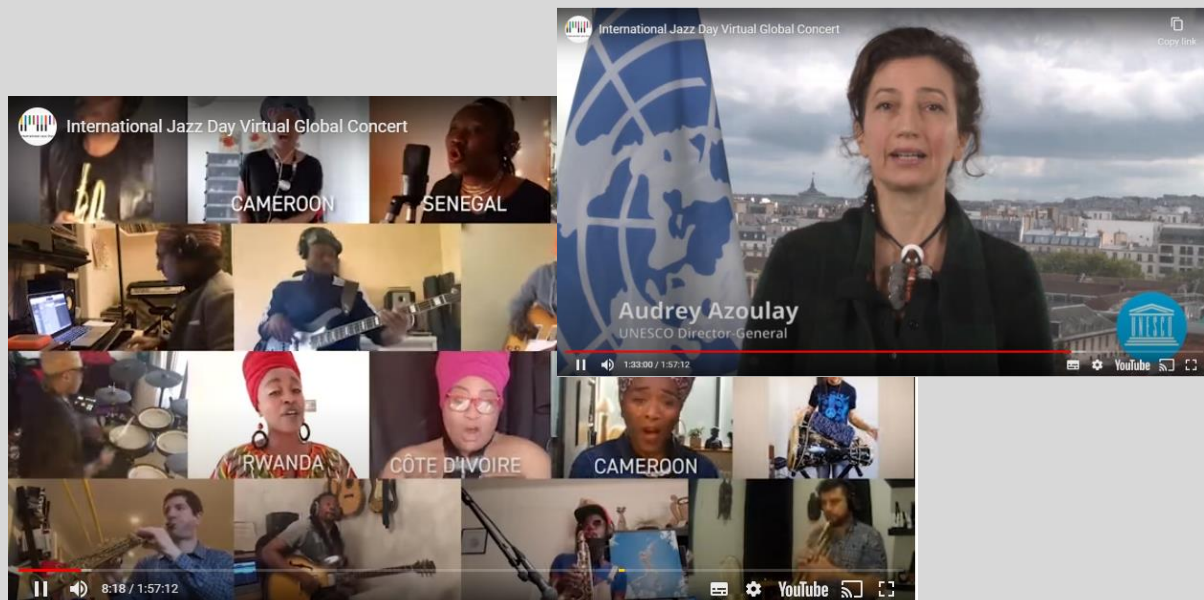 International Jazz Day Virtual Global Concert
Copy link
Audrey Azoulay
UNESCO Director-General
UNESCO
1:33:00 / 1:57:12
YouTube
International Jazz Day Virtual Global Concert
CAMEROON
SENEGAL
RWANDA
CÔTE D'IVOIRE
CAMEROON
8:18 / 1:57:12
YouTube